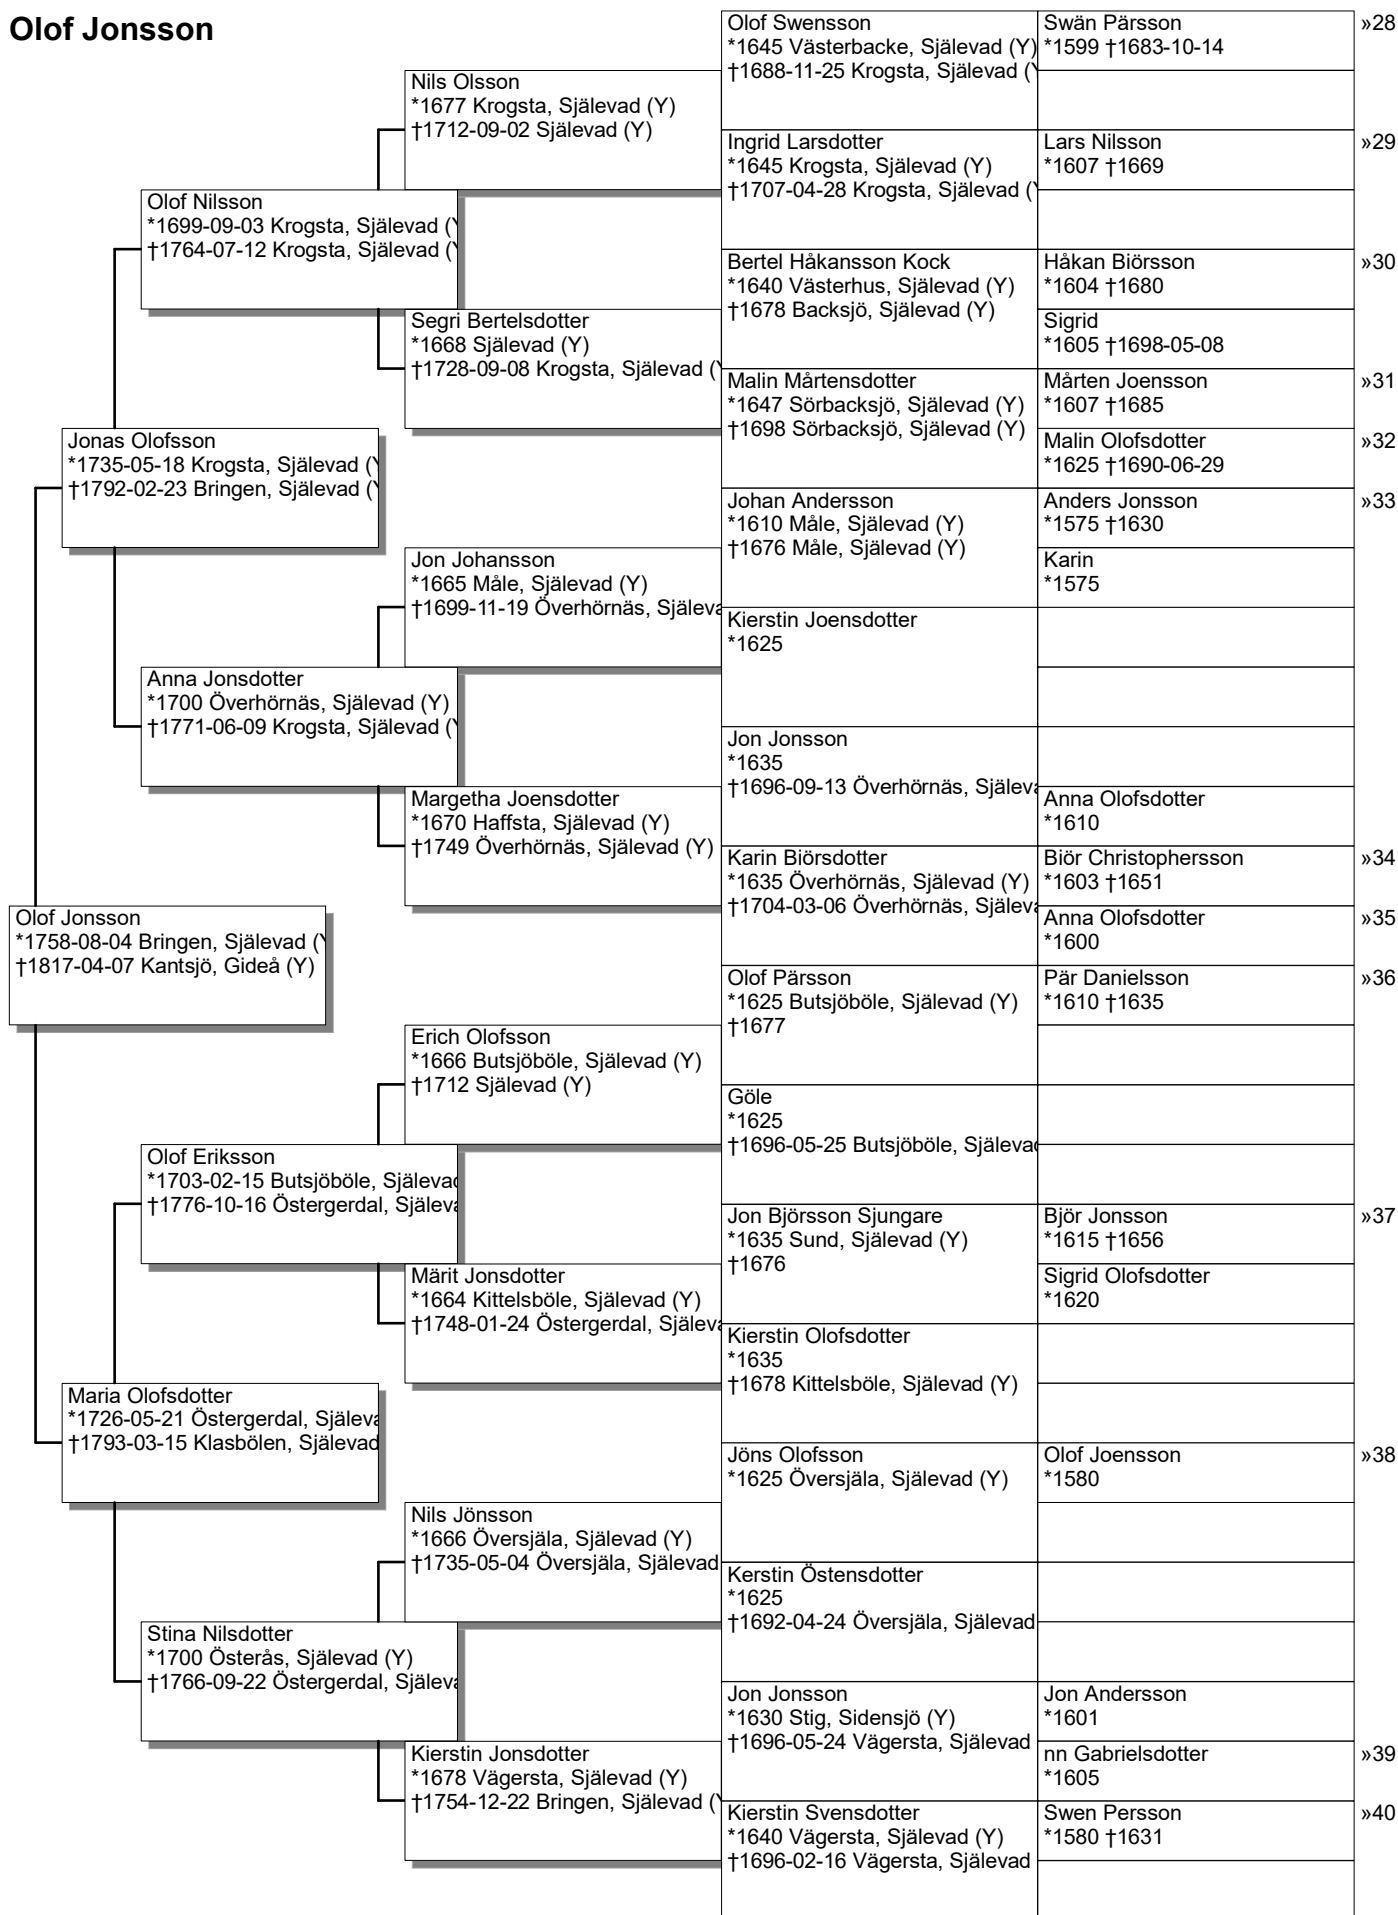 Olof Jonsson
Olof Jonsson
*1758-08-04 Bringen, Själevad (Y
†1817-04-07 Kantsjö, Gideå (Y)
Jonas Olofsson
*1735-05-18 Krogsta, Själevad (Y
†1792-02-23 Bringen, Själevad (Y
Maria Olofsdotter
*1726-05-21 Östergerdal, Själeva
†1793-03-15 Klasbölen, Själevad
Olof Nilsson
*1699-09-03 Krogsta, Själevad (Y
†1764-07-12 Krogsta, Själevad (Y
Anna Jonsdotter
*1700 Överhörnäs, Själevad (Y)
†1771-06-09 Krogsta, Själevad (Y
Olof Eriksson
*1703-02-15 Butsjöböle, Själevad
†1776-10-16 Östergerdal, Själeva
Stina Nilsdotter
*1700 Österås, Själevad (Y)
†1766-09-22 Östergerdal, Själeva
Nils Olsson
*1677 Krogsta, Själevad (Y)
†1712-09-02 Själevad (Y)
Segri Bertelsdotter
*1668 Själevad (Y)
†1728-09-08 Krogsta, Själevad (Y
Jon Johansson
*1665 Måle, Själevad (Y)
†1699-11-19 Överhörnäs, Själeva
Margetha Joensdotter
*1670 Haffsta, Själevad (Y)
†1749 Överhörnäs, Själevad (Y)
Erich Olofsson
*1666 Butsjöböle, Själevad (Y)
†1712 Själevad (Y)
Märit Jonsdotter
*1664 Kittelsböle, Själevad (Y)
†1748-01-24 Östergerdal, Själeva
Nils Jönsson
*1666 Översjäla, Själevad (Y)
†1735-05-04 Översjäla, Själevad
Kierstin Jonsdotter
*1678 Vägersta, Själevad (Y)
†1754-12-22 Bringen, Själevad (Y
Olof Swensson
*1645 Västerbacke, Själevad (Y)
†1688-11-25 Krogsta, Själevad (Y
Ingrid Larsdotter
*1645 Krogsta, Själevad (Y)
†1707-04-28 Krogsta, Själevad (Y
Bertel Håkansson Kock
*1640 Västerhus, Själevad (Y)
†1678 Backsjö, Själevad (Y)
Malin Mårtensdotter
*1647 Sörbacksjö, Själevad (Y)
†1698 Sörbacksjö, Själevad (Y)
Johan Andersson
*1610 Måle, Själevad (Y)
†1676 Måle, Själevad (Y)
Kierstin Joensdotter
*1625
Jon Jonsson
*1635
†1696-09-13 Överhörnäs, Själeva
Karin Biörsdotter
*1635 Överhörnäs, Själevad (Y)
†1704-03-06 Överhörnäs, Själeva
Olof Pärsson
*1625 Butsjöböle, Själevad (Y)
†1677
Göle
*1625
†1696-05-25 Butsjöböle, Själevad
Jon Björsson Sjungare
*1635 Sund, Själevad (Y)
†1676
Kierstin Olofsdotter
*1635
†1678 Kittelsböle, Själevad (Y)
Jöns Olofsson
*1625 Översjäla, Själevad (Y)
Kerstin Östensdotter
*1625
†1692-04-24 Översjäla, Själevad
Jon Jonsson
*1630 Stig, Sidensjö (Y)
†1696-05-24 Vägersta, Själevad
Kierstin Svensdotter
*1640 Vägersta, Själevad (Y)
†1696-02-16 Vägersta, Själevad
Swän Pärsson
*1599 †1683-10-14
»28
Lars Nilsson
*1607 †1669
»29
Håkan Biörsson
*1604 †1680
»30
Sigrid
*1605 †1698-05-08
Mårten Joensson
*1607 †1685
»31
Malin Olofsdotter
*1625 †1690-06-29
»32
Anders Jonsson
*1575 †1630
»33
Karin
*1575
Anna Olofsdotter
*1610
Biör Christophersson
*1603 †1651
»34
Anna Olofsdotter
*1600
»35
Pär Danielsson
*1610 †1635
»36
Björ Jonsson
*1615 †1656
»37
Sigrid Olofsdotter
*1620
Olof Joensson
*1580
»38
Jon Andersson
*1601
nn Gabrielsdotter
*1605
»39
Swen Persson
*1580 †1631
»40